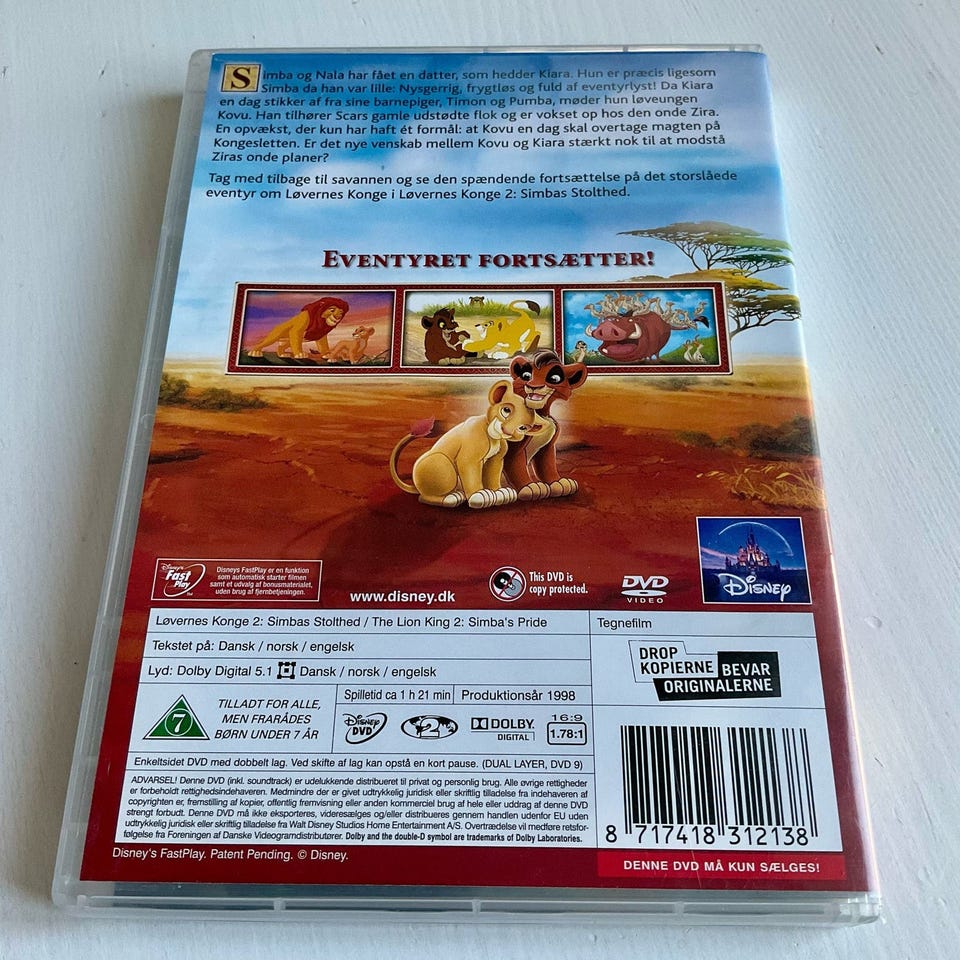 Simba og Nala har fået en datter, som hedder Kiara. Hun er præcis ligesom
Simba da han var lille: Nysgerrig, frygtløs og fuld af eventyrlyst! Da Kiara
en dag stikker af fra sine barnepiger, Timon og Pumba, møder hun løveungen
Kovu. Han tilhører Scars gamle udstødte flok og er vokset op hos den onde Zira.
En opvækst, der kun har haft ét formål: at Kovu en dag skal overtage magten på
Kongesletten. Er det nye venskab mellem Kovu og Kiara stærkt nok til at modstå
Ziras onde planer?
Tag med tilbage til savannen og se den spændende fortsættelse på det storslåede
eventyr om Løvernes Konge i Løvernes Konge 2: Simbas Stolthed.
EVENTYRET FORTSÆTTER!
Disney's
Fast
Play
Disneys FastPlay er en funktion
som automatisk starter filmen
samt et udvalg af bonusmaterialet,
uden brug af fjernbetjeningen.
www.disney.dk
This DVD is
copy protected.
DVD
VIDEO
Disney
Løvernes Konge 2: Simbas Stolthed / The Lion King 2: Simba's Pride
Tegnefilm
Tekstet på: Dansk / norsk / engelsk
Lyd: Dolby Digital 5.1 Dansk / norsk / engelsk
DROP
KOPIERNE
BEVAR
ORIGINALERNE
7
TILLADT FOR ALLE,
MEN FRARÅDES
BØRN UNDER 7 ÅR
Spilletid ca 1 h 21 min
Produktionsår 1998
Disney
DVD
2
DOLBY
DIGITAL
16:9
1.78:1
Enkeltsidet DVD med dobbelt lag. Ved skifte af lag kan opstå en kort pause. (DUAL LAYER, DVD 9)
ADVARSEL! Denne DVD (inkl. soundtrack) er udelukkende distribueret til privat og personlig brug. Alle øvrige rettigheder
er forbeholdt rettighedsindehaveren. Medmindre der er givet udtrykkelig juridisk eller skriftlig tilladelse fra indehaveren af
copyrighten er, fremstilling af kopier, offentlig fremvisning eller anden kommerciel brug af hele eller uddrag af denne DVD
strengt forbudt. Denne DVD må ikke eksporteres, videresælges og/eller distribueres gennem handlen udenfor EU uden
udtrykkelig juridisk eller skriftlig tilladelse fra Walt Disney Studios Home Entertainment A/S. Overtrædelse vil medføre retsfor-
følgelse fra Foreningen af Danske Videogramdistributører. Dolby and the double-D symbol are trademarks of Dolby Laboratories.
8 717418 312138
Disney's FastPlay. Patent Pending. © Disney.
DENNE DVD MÅ KUN SÆLGES!